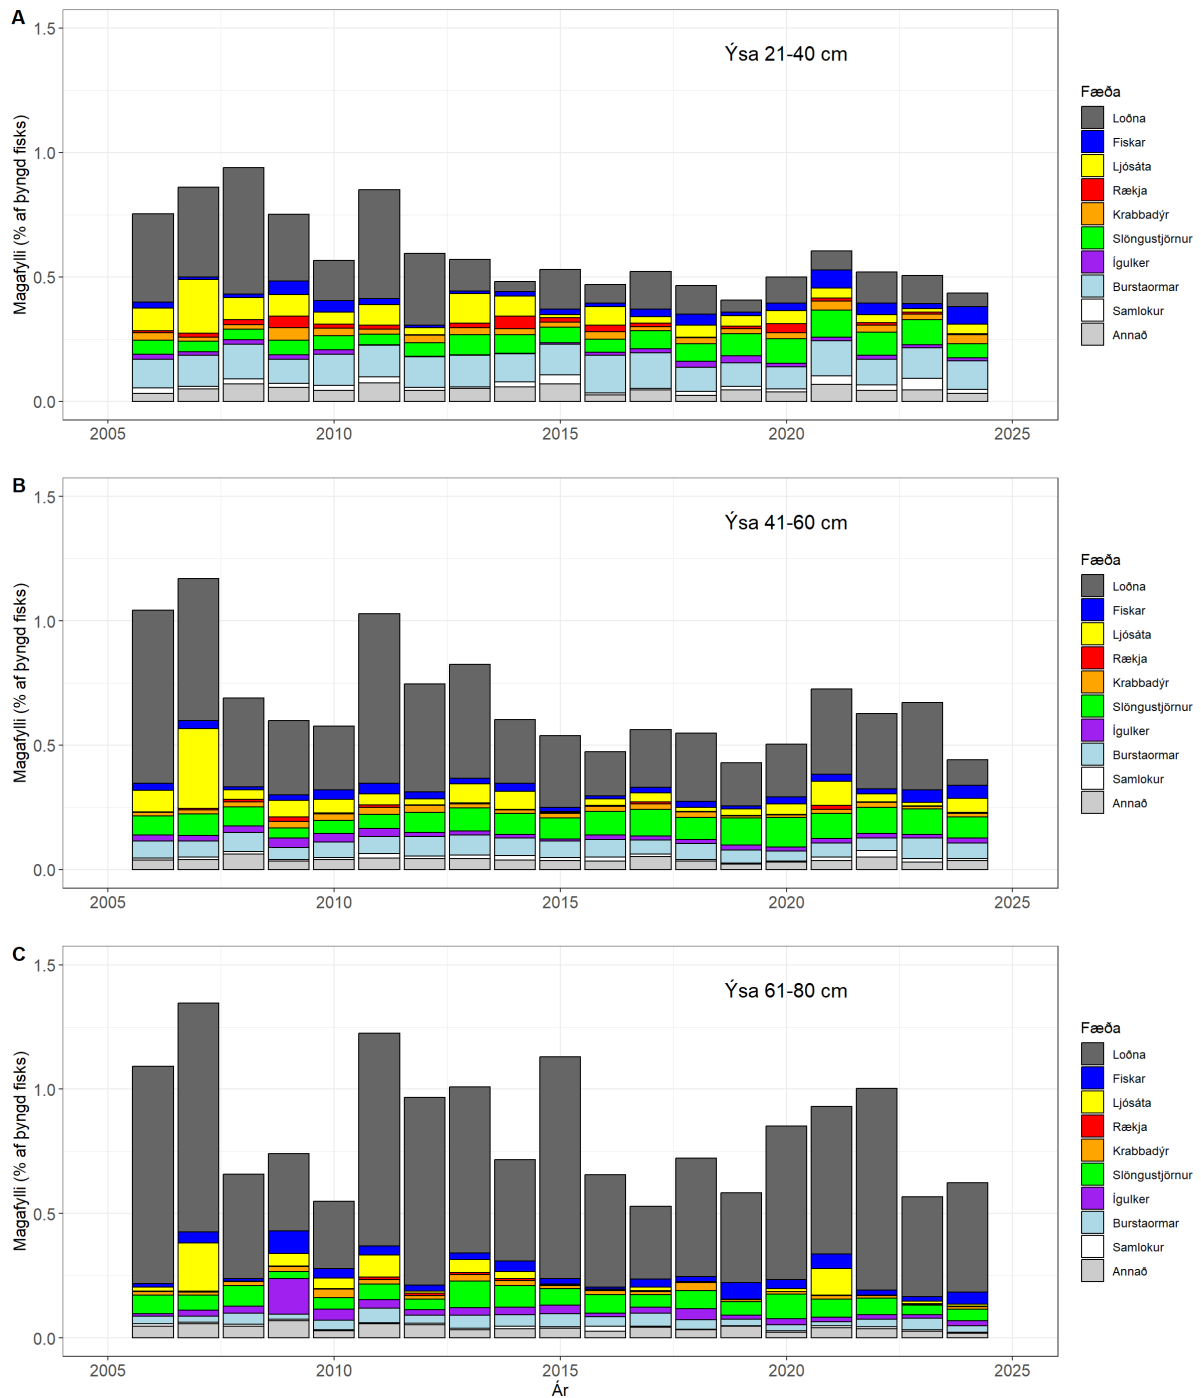 A
Ýsa 21-40 cm
Magafylli (% af þyngd fisks)
1.5
1.0
0.5
0.0
2005 2010 2015 2020 2025
Fæða
Loðna
Fiskar
Ljósáta
Rækja
Krabbadýr
Slöngustjörnur
Ígulker
Burstaormar
Samlokur
Annað
B
Ýsa 41-60 cm
Magafylli (% af þyngd fisks)
1.5
1.0
0.5
0.0
2005 2010 2015 2020 2025
Fæða
Loðna
Fiskar
Ljósáta
Rækja
Krabbadýr
Slöngustjörnur
Ígulker
Burstaormar
Samlokur
Annað
C
Ýsa 61-80 cm
Magafylli (% af þyngd fisks)
1.5
1.0
0.5
0.0
2005 2010 2015 2020 2025
Ár
Fæða
Loðna
Fiskar
Ljósáta
Rækja
Krabbadýr
Slöngustjörnur
Ígulker
Burstaormar
Samlokur
Annað